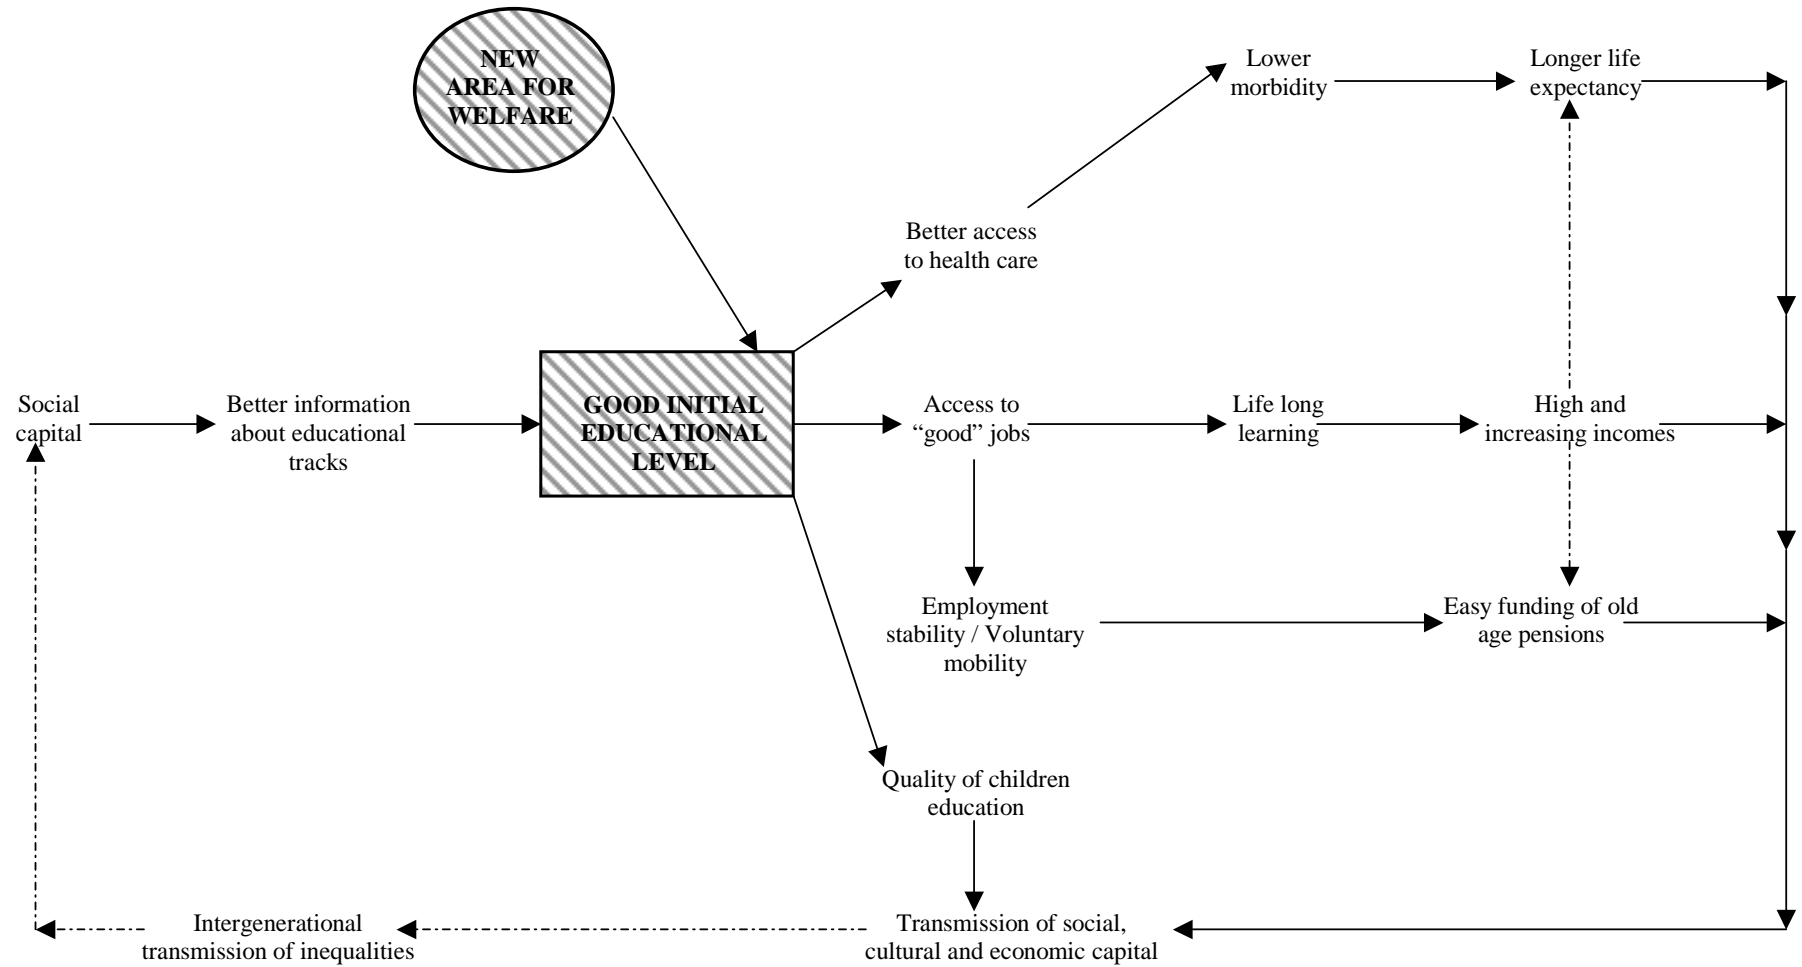 NEW
AREA FOR
WELFARE
Lower
morbidity
Longer life
expectancy
Better access
to health care
Social
capital
Better information
about educational
tracks
GOOD INITIAL
EDUCATIONAL
LEVEL
Access to
“good” jobs
Life long
learning
High and
increasing incomes
Employment
stability / Voluntary
mobility
Easy funding of old
age pensions
Quality of children
education
Intergenerational
transmission of inequalities
Transmission of social,
cultural and economic capital